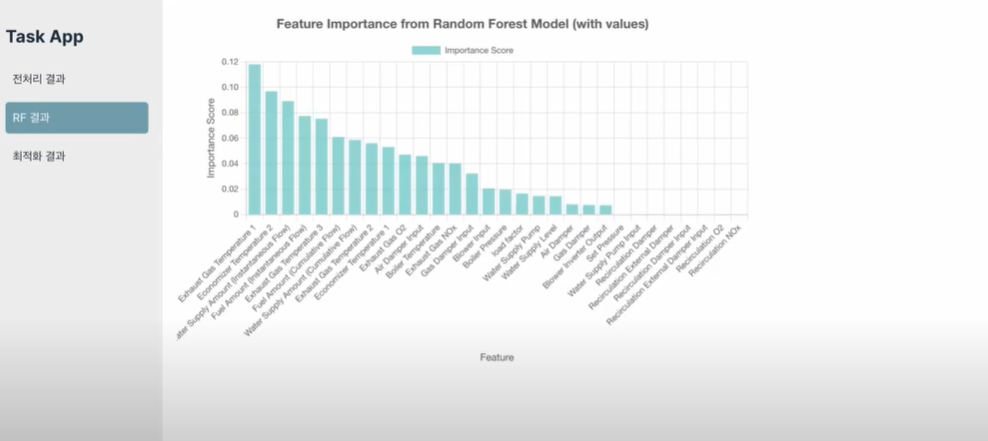 Task App
전처리 결과
RF 결과
최적화 결과
Feature Importance from Random Forest Model (with values)
Importance Score
Importance Score
0.12
0.10
0.08
0.06
0.04
0.02
0
Exhaust Gas Temperature 1
Economizer Temperature 2
ater Supply Amount (Instantaneous Flow)
Fuel Amount (Instantaneous Flow)
Exhaust Gas Temperature 3
Fuel Amount (Cumulative Flow)
Water Supply Amount (Cumulative Flow)
Exhaust Gas Temperature 2
Economizer Temperature 1
Exhaust Gas O2
Air Damper Input
Boiler Temperature
Exhaust Gas NOx
Gas Damper Input
Blower Input
Boiler Pressure
load factor
Water Supply Pump
Water Supply Level
Air Damper
Gas Damper
Blower Inverter Output
Set Pressure
Water Supply Pump Input
Recirculation Damper
Recirculation External Damper
Recirculation Damper Input
Recirculation External Damper Input
Recirculation O2
Recirculation NOx
Feature